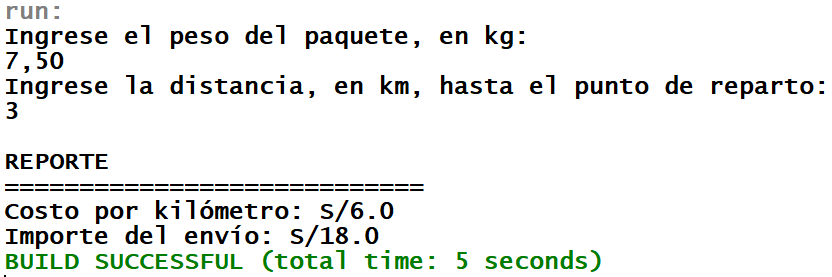 run:
Ingrese el peso del paquete, en kg:
7,50
Ingrese la distancia, en km, hasta el punto de reparto:
3
REPORTE
============================
Costo por kilómetro: S/6.0
Importe del envío: S/18.0
BUILD SUCCESSFUL (total time: 5 seconds)